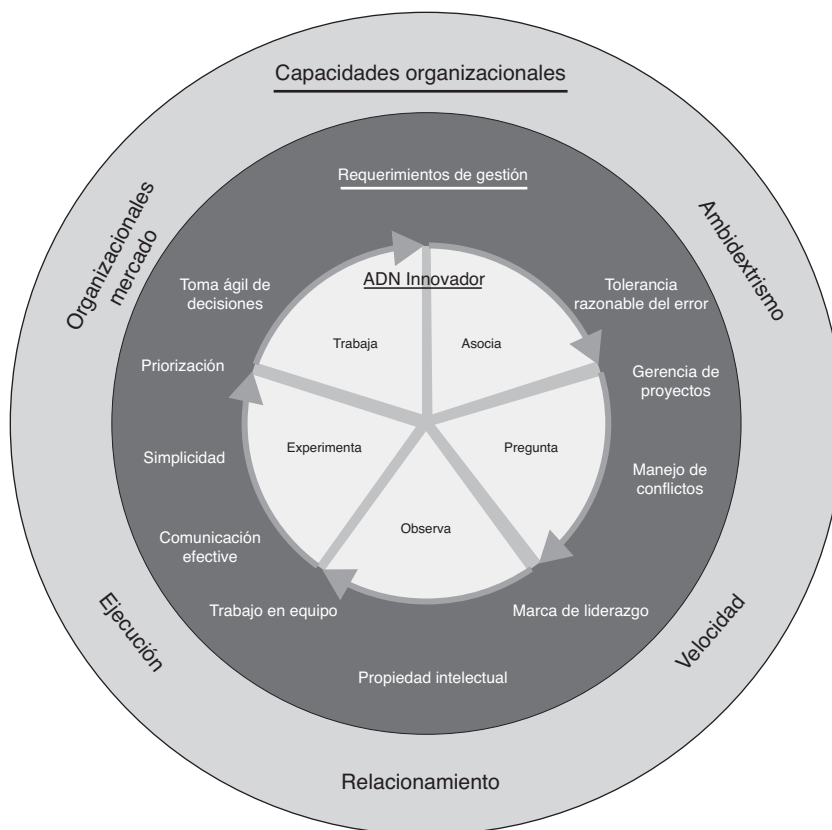 Capacidades organizacionales
Organizacionales
mercado
Ambidextrismo
Velocidad
Relacionamiento
Ejecución
Requerimientos de gestión
Tolerancia
razonable del error
Gerencia de
proyectos
Manejo de
conflictos
Marca de liderazgo
Propiedad intelectual
Trabajo en equipo
Comunicación
efective
Simplicidad
Priorización
Toma ágil de
decisiones
ADN Innovador
Trabaja
Asocia
Pregunta
Observa
Experimenta